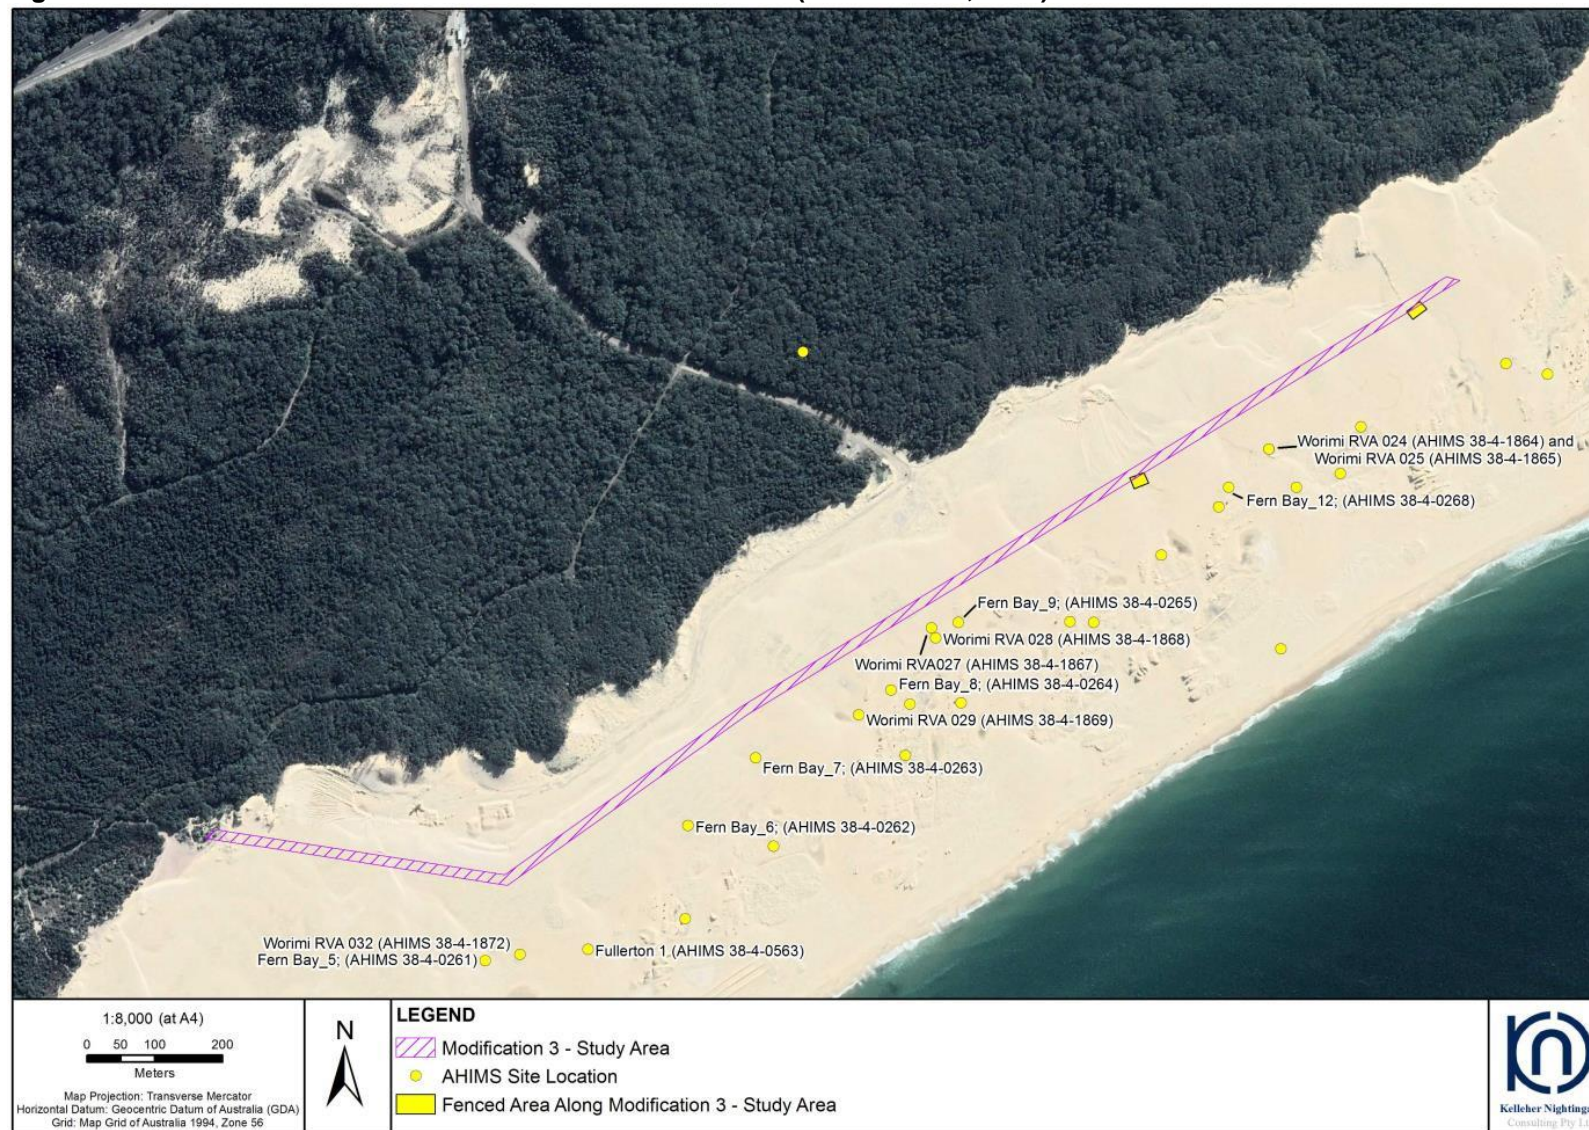 Worimi RVA 024 (AHIMS 38-4-1864) and
Worimi RVA 025 (AHIMS 38-4-1865)
Fern Bay_12; (AHIMS 38-4-0268)
Fern Bay_9; (AHIMS 38-4-0265)
Worimi RVA 028 (AHIMS 38-4-1868)
Worimi RVA027 (AHIMS 38-4-1867)
Fern Bay_8; (AHIMS 38-4-0264)
Worimi RVA 029 (AHIMS 38-4-1869)
Fern Bay_7; (AHIMS 38-4-0263)
Fern Bay_6; (AHIMS 38-4-0262)
Worimi RVA 032 (AHIMS 38-4-1872)
Fern Bay_5; (AHIMS 38-4-0261)
Fullerton 1 (AHIMS 38-4-0563)
1:8,000 (at A4)
0 50 100 200
Meters
Map Projection: Transverse Mercator
Horizontal Datum: Geocentric Datum of Australia (GDA)
Grid: Map Grid of Australia 1994, Zone 56
N
LEGEND
Modification 3 - Study Area
AHIMS Site Location
Fenced Area Along Modification 3 - Study Area
Kelleher Nightinga
Consulting Pty L